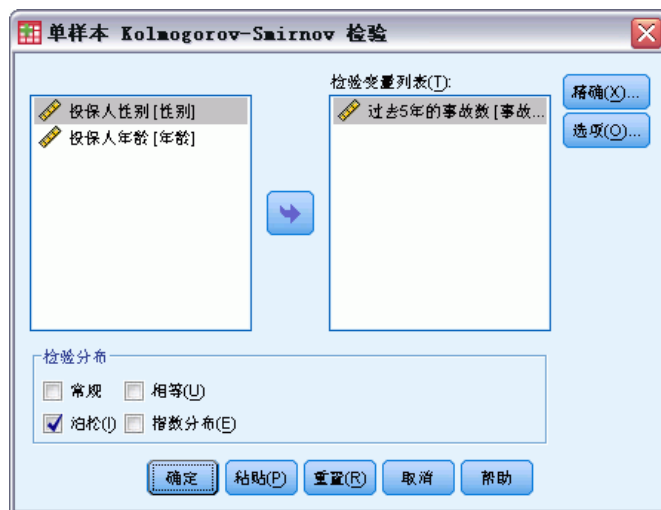 单样本 Kolmogorov-Smirnov 检验
检验变量列表(T):
投保人性别 [性别]
投保人年龄 [年龄]
过去5年的事故数 [事故...
精确(X)...
选项(O)...
检验分布
常规
相等(U)
泊松(I)
指数分布(E)
确定
粘贴(P)
重置(R)
取消
帮助